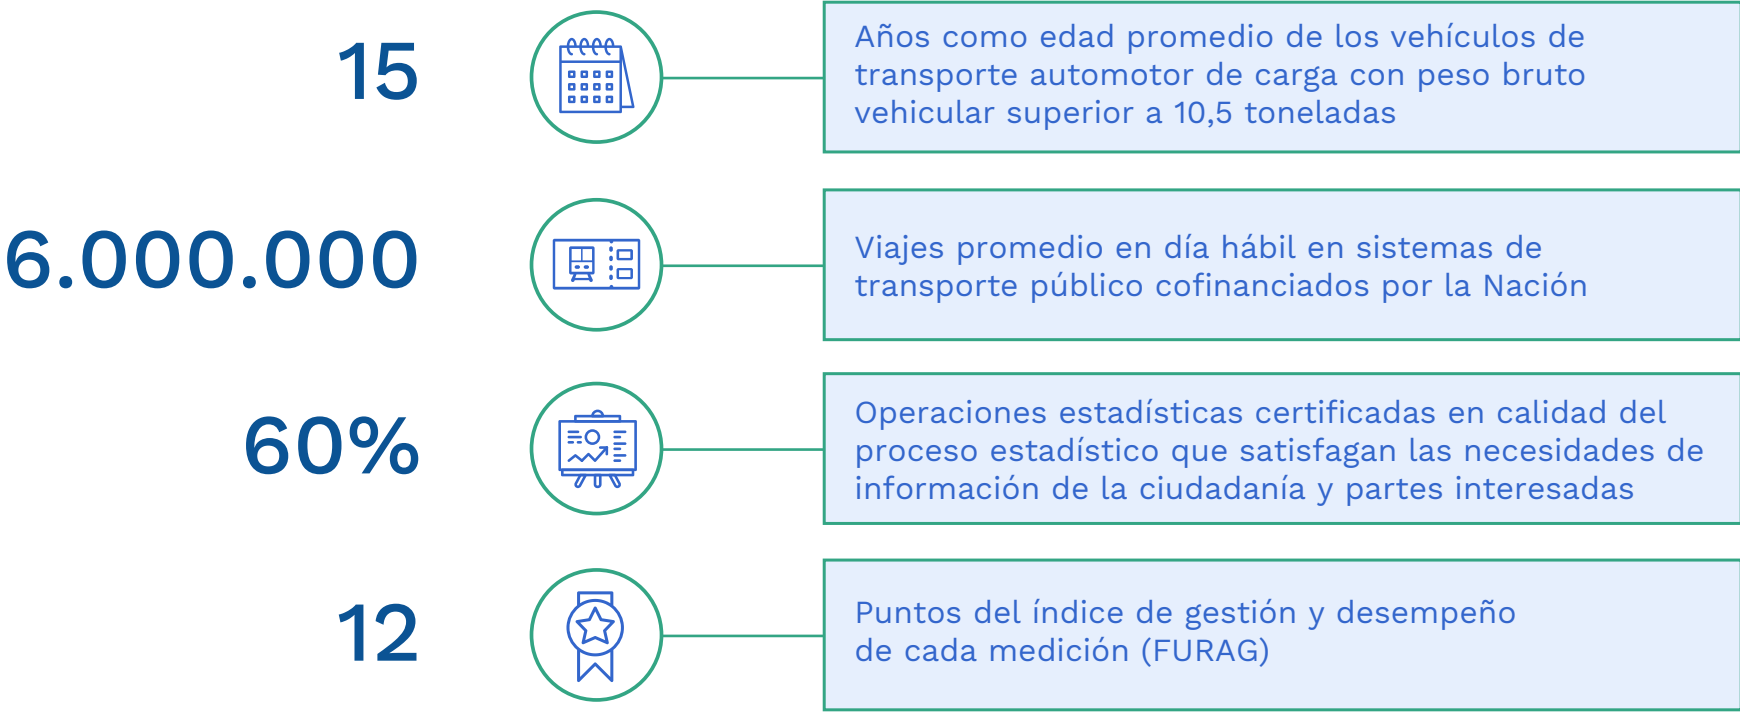 15
Años como edad promedio de los vehículos de
transporte automotor de carga con peso bruto
vehicular superior a 10,5 toneladas
6.000.000
Viajes promedio en día hábil en sistemas de
transporte público cofinanciados por la Nación
60%
Operaciones estadísticas certificadas en calidad del
proceso estadístico que satisfagan las necesidades de
información de la ciudadanía y partes interesadas
12
Puntos del índice de gestión y desempeño
de cada medición (FURAG)